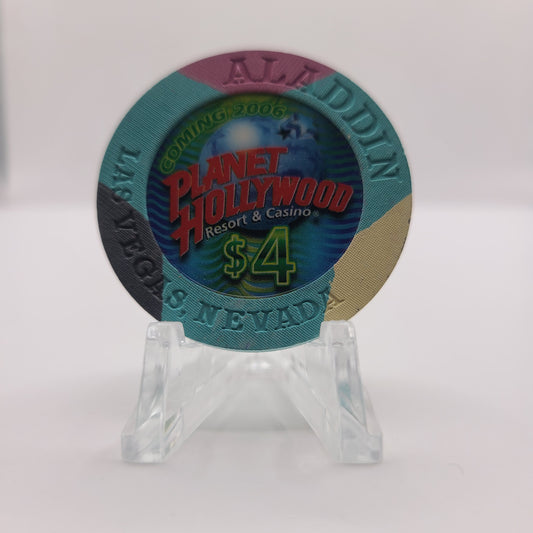 ALADDIN
COMING 2006
PLANET
HOLLYWOOD®
Resort & Casino
$4
LAS VEGAS, NEVADA